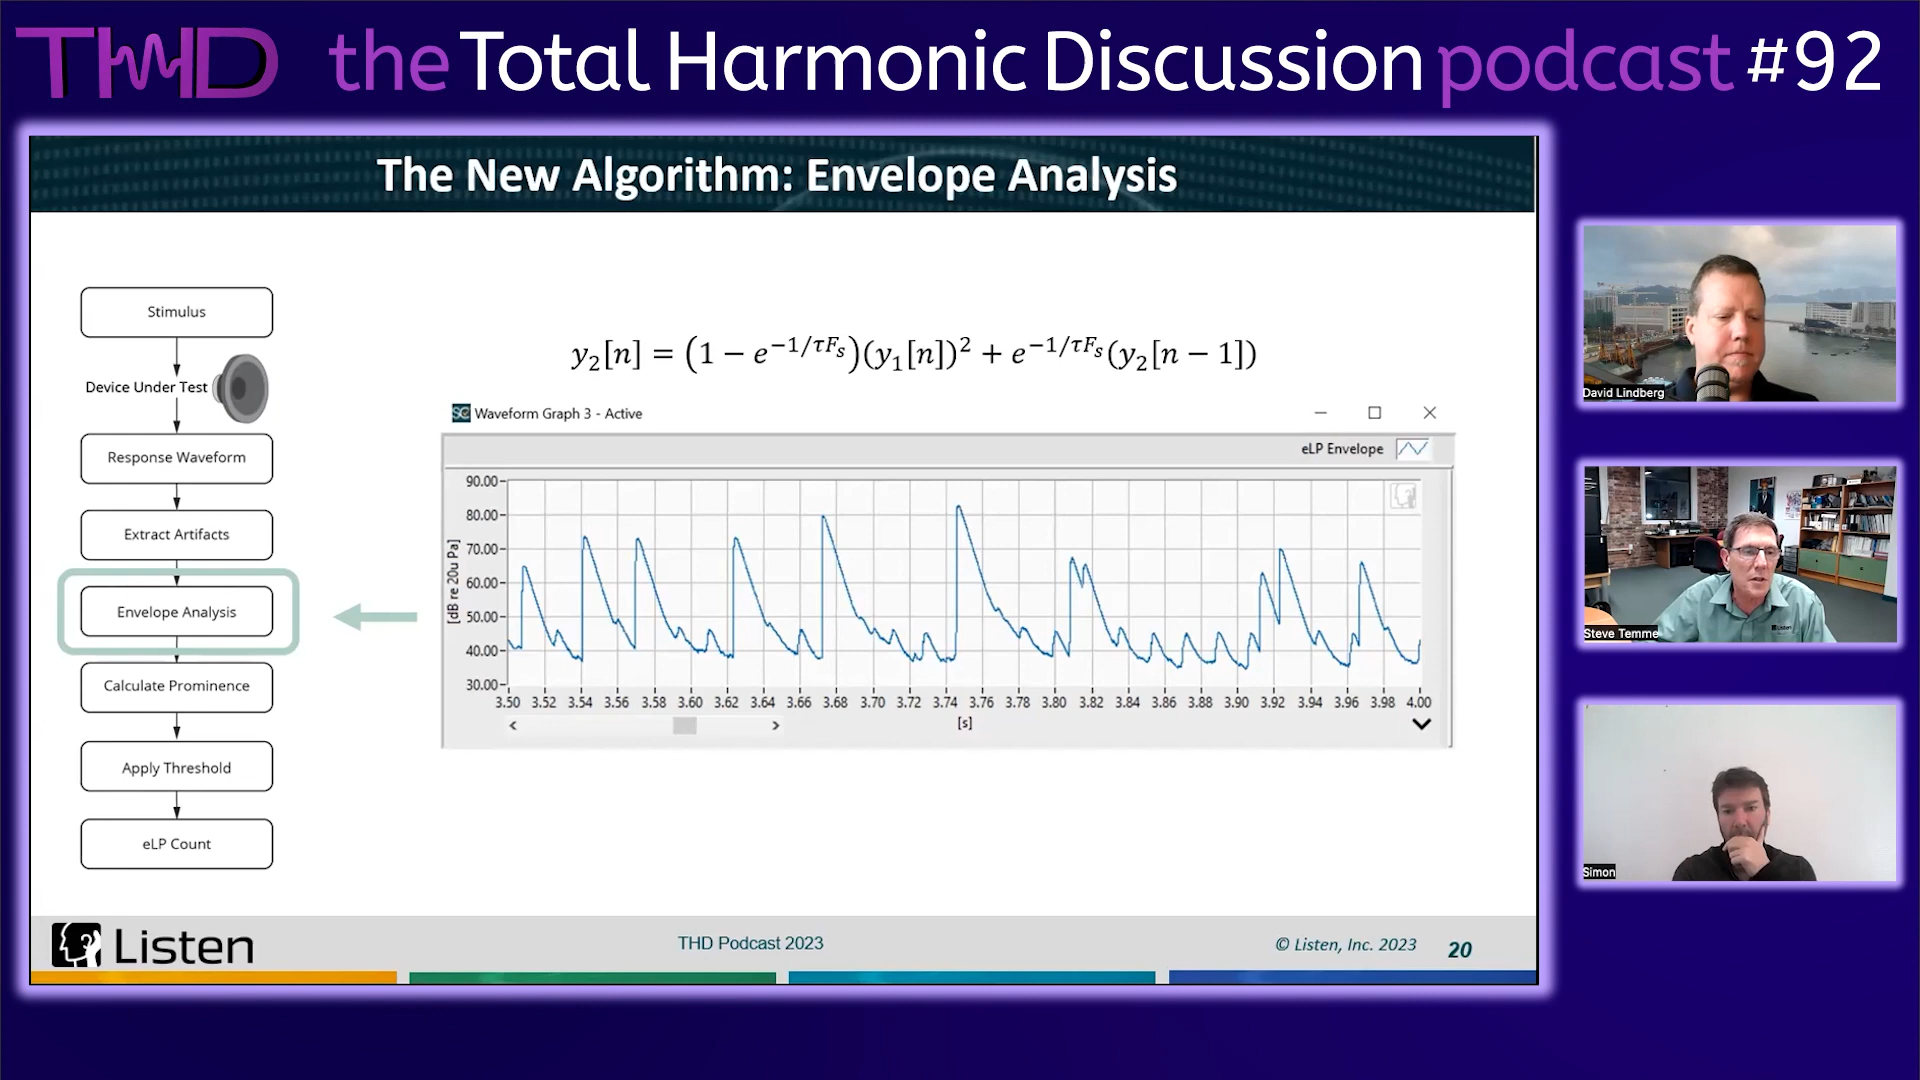 THD the Total Harmonic Discussion podcast #92
The New Algorithm: Envelope Analysis
Stimulus
Device Under Test
Response Waveform
Extract Artifacts
Envelope Analysis
Calculate Prominence
Apply Threshold
eLP Count
y₂[n] = (1 − e^{−1/τFₛ})(y₁[n])² + e^{−1/τFₛ}(y₂[n − 1])
Waveform Graph 3 - Active
eLP Envelope
[dB re 20u Pa]
90.00
80.00
70.00
60.00
50.00
40.00
30.00
3.50 3.52 3.54 3.56 3.58 3.60 3.62 3.64 3.66 3.68 3.70 3.72 3.74 3.76 3.78 3.80 3.82 3.84 3.86 3.88 3.90 3.92 3.94 3.96 3.98 4.00
[s]
Listen
THD Podcast 2023
© Listen, Inc. 2023
20
David Lindberg
Steve Temme
Listen
Simon